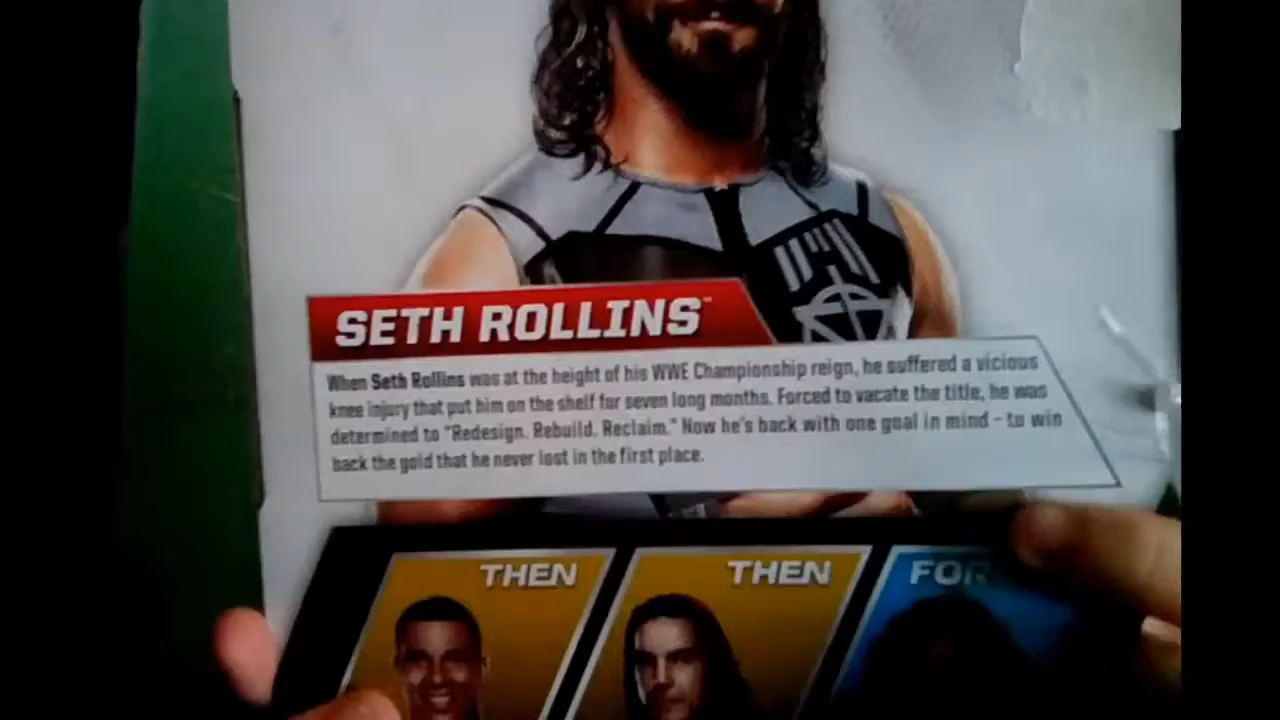 SETH ROLLINS™
When Seth Rollins was at the height of his WWE Championship reign, he suffered a vicious
knee injury that put him on the shelf for seven long months. Forced to vacate the title, he was
determined to "Redesign. Rebuild. Reclaim." Now he's back with one goal in mind – to win
back the gold that he never lost in the first place.
THEN
THEN